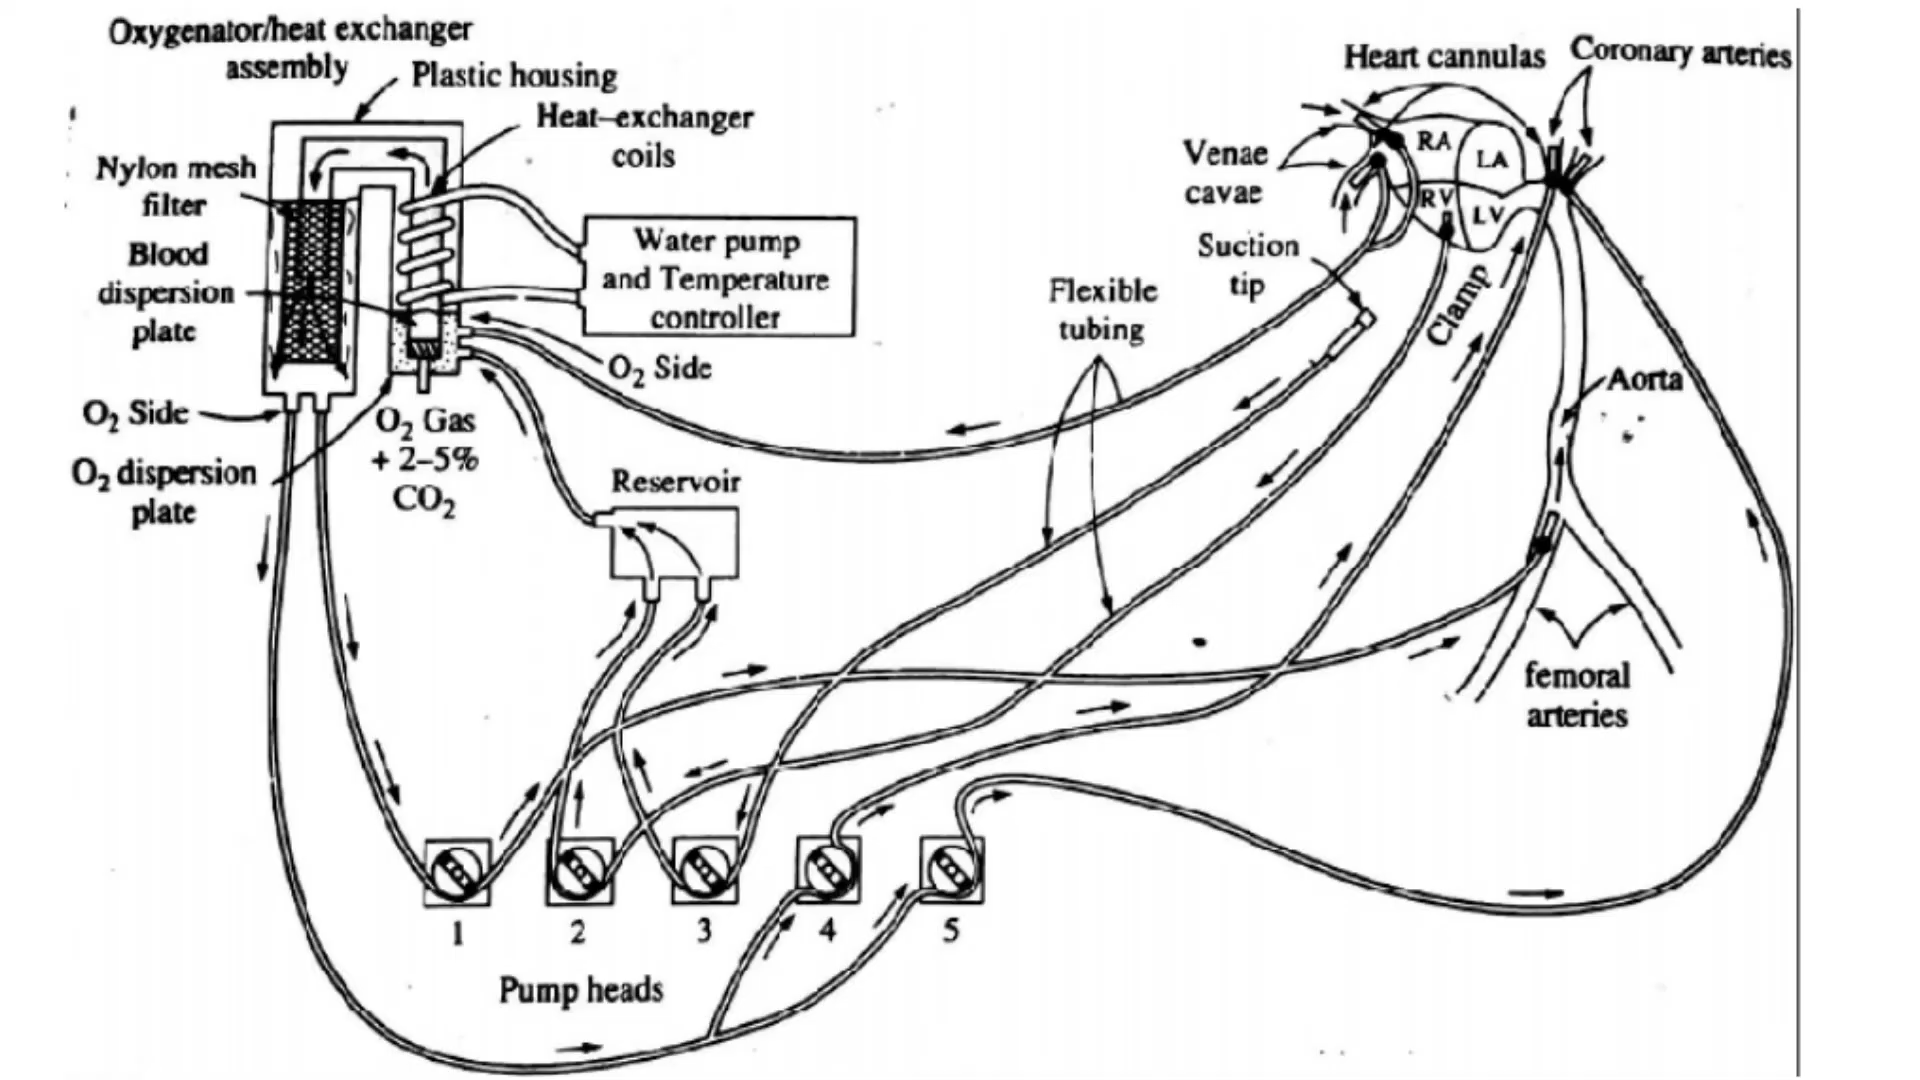 Oxygenator/heat exchanger
assembly
Plastic housing
Heat-exchanger
coils
Nylon mesh
filter
Blood
dispersion
plate
Water pump
and Temperature
controller
O₂ Side
O₂ Side
O₂ Gas
+ 2–5%
CO₂
O₂ dispersion
plate
Reservoir
Heart cannulas
Coronary arteries
Venae
cavae
RA
LA
RV
LV
Suction
tip
Flexible
tubing
Clamp
Aorta
femoral
arteries
1
2
3
4
5
Pump heads